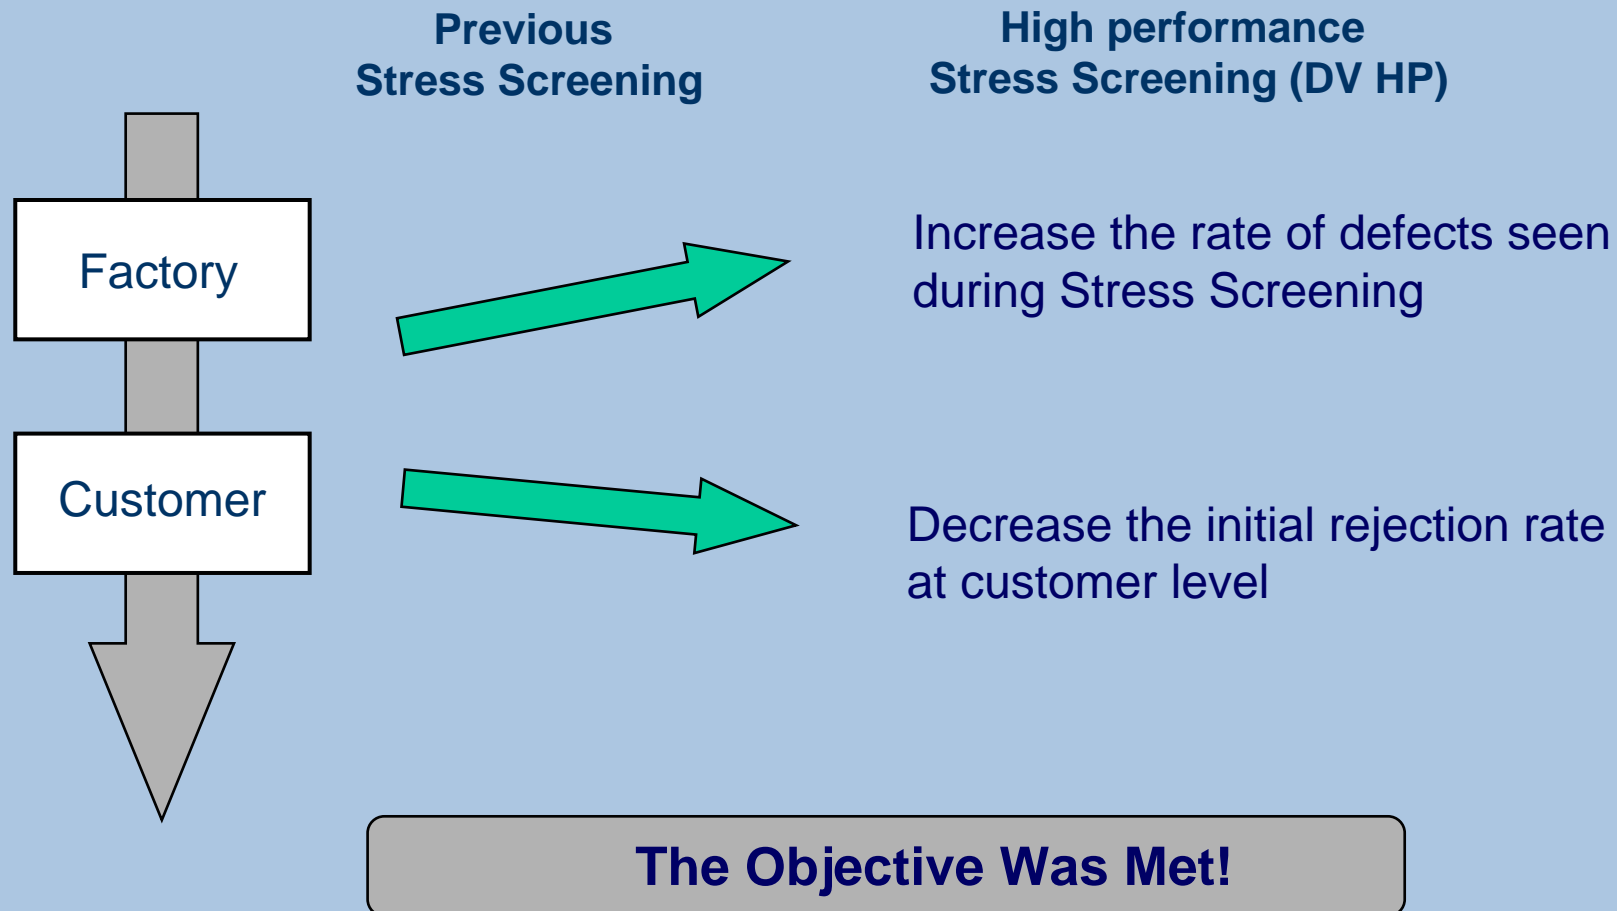 Previous
Stress Screening
High performance
Stress Screening (DV HP)
Factory
Increase the rate of defects seen
during Stress Screening
Customer
Decrease the initial rejection rate
at customer level
The Objective Was Met!